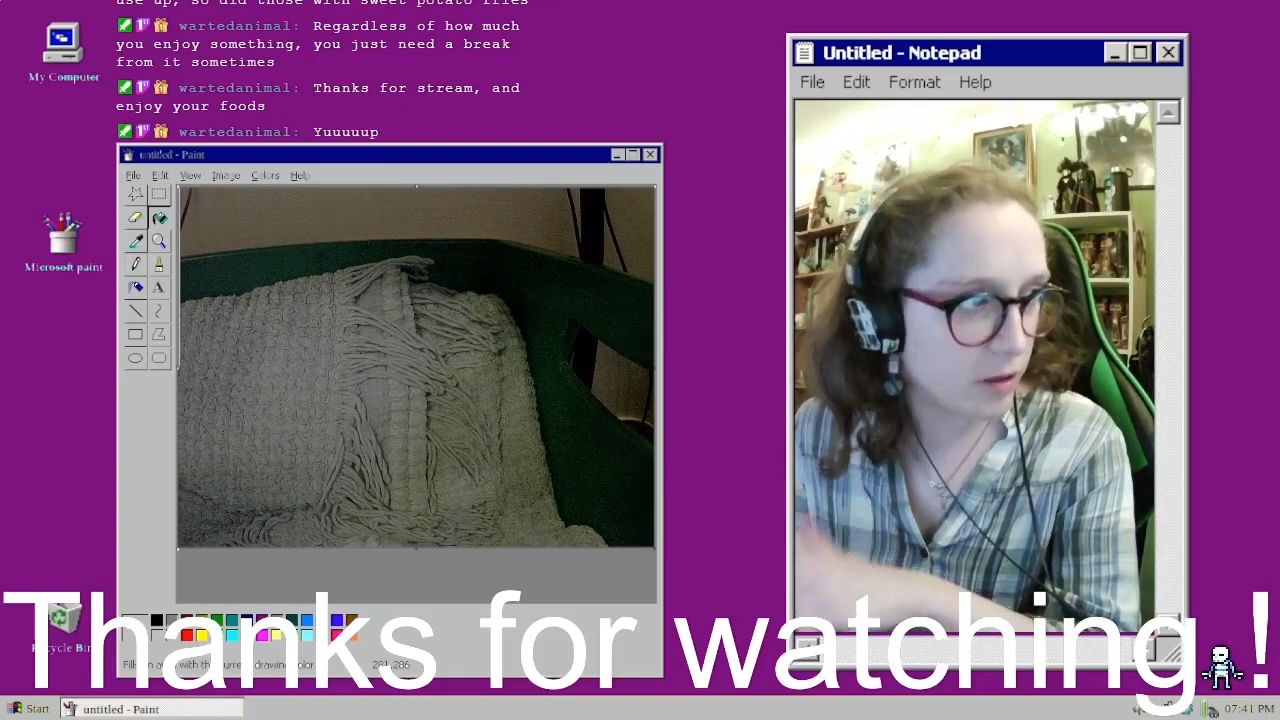 use up, so did those with sweet potato fries
wartedanimal: Regardless of how much
you enjoy something, you just need a break
from it sometimes
wartedanimal: Thanks for stream, and
enjoy your foods
wartedanimal: Yuuuuup
My Computer
Microsoft paint
untitled - Paint
File Edit View Image Colors Help
Untitled - Notepad
File Edit Format Help
Thanks for watching !
281,286
Start
untitled - Paint
07:41 PM